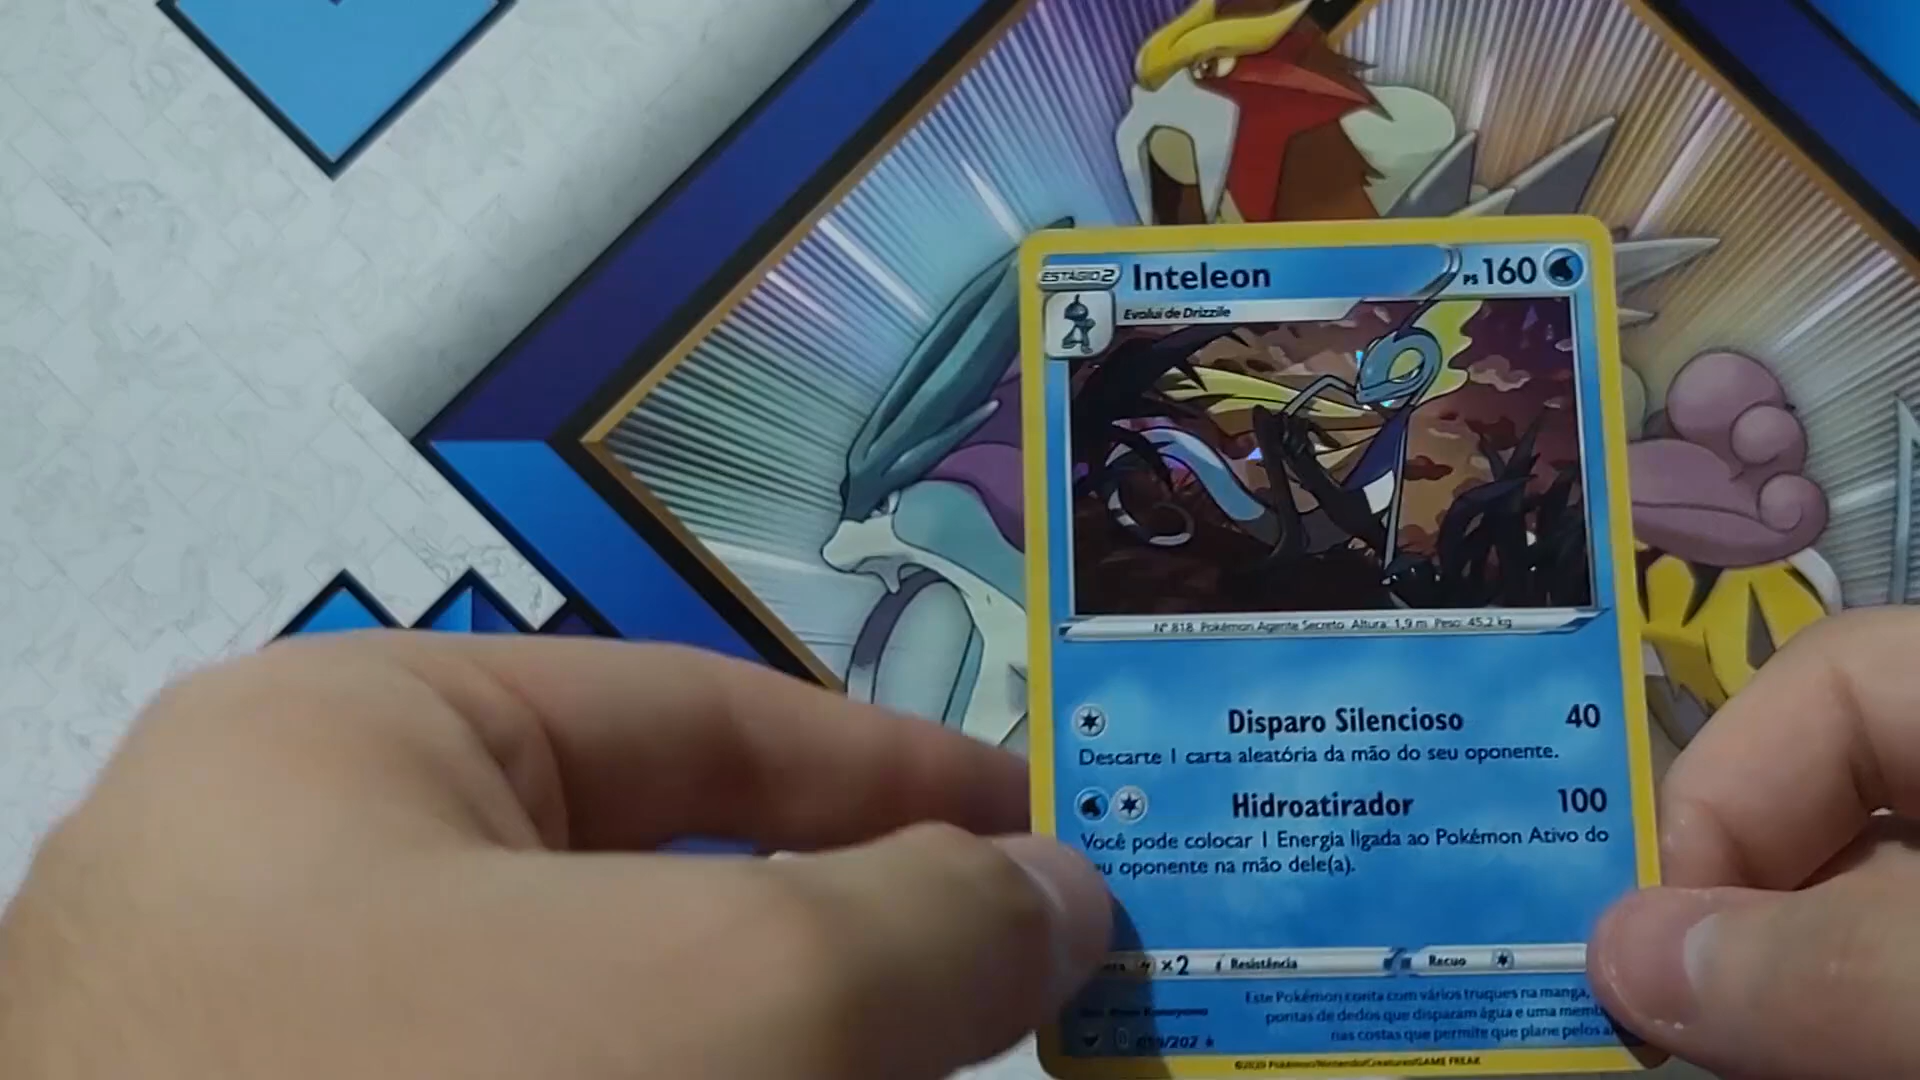 ESTÁGIO 2 Inteleon PS 160
Evolui de Drizzile
Nº 818 Pokémon Agente Secreto Altura: 1,9 m Peso: 45,2 kg
Disparo Silencioso 40
Descarte 1 carta aleatória da mão do seu oponente.
Hidroatirador 100
Você pode colocar 1 Energia ligada ao Pokémon Ativo do
oponente na mão dele(a).
×2 Resistência Recuo
Este Pokémon conta com vários truques na manga,
pontas de dedos que disparam água e uma
nas costas que permite que plane pelos
/202
©2020 Pokémon/Nintendo/Creatures/GAME FREAK